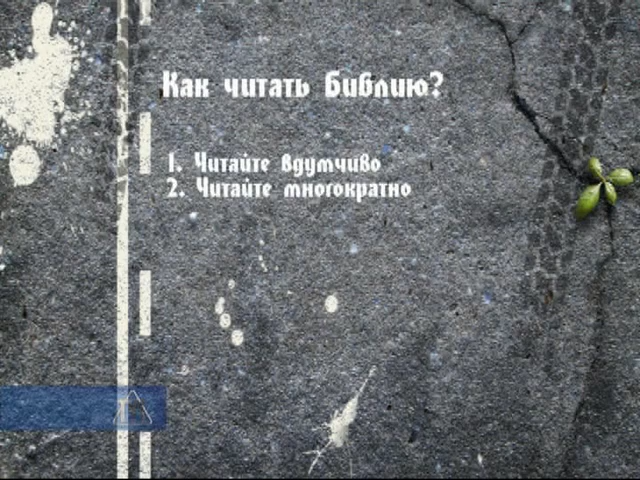 Как читать Библию?
1. Читайте вдумчиво
2. Читайте многократно